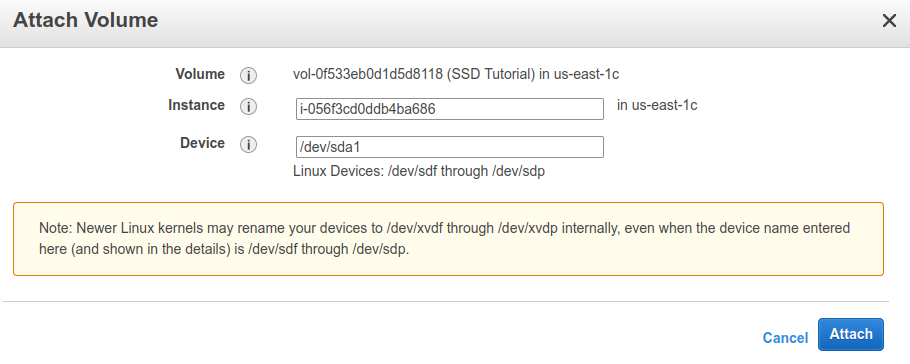 Attach Volume
Volume vol-0f533eb0d1d5d8118 (SSD Tutorial) in us-east-1c
Instance i-056f3cd0ddb4ba686 in us-east-1c
Device /dev/sda1
Linux Devices: /dev/sdf through /dev/sdp
Note: Newer Linux kernels may rename your devices to /dev/xvdf through /dev/xvdp internally, even when the device name entered
here (and shown in the details) is /dev/sdf through /dev/sdp.
Cancel Attach